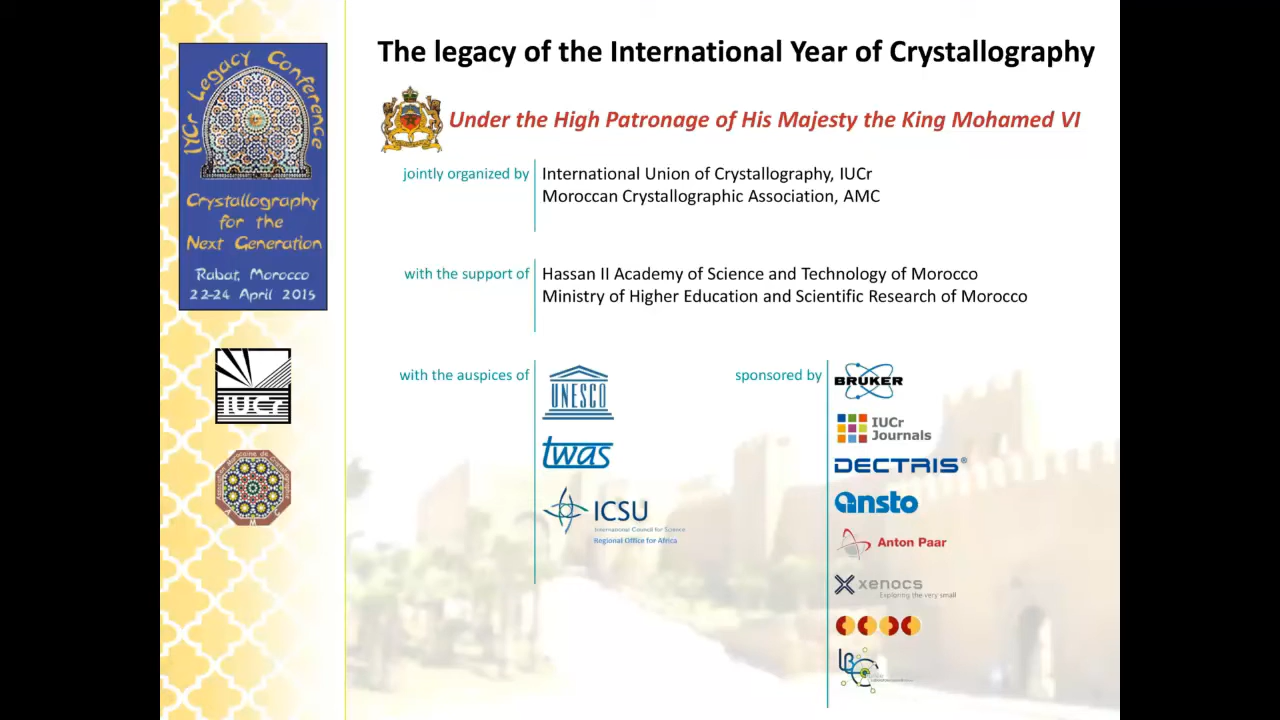 The legacy of the International Year of Crystallography
Under the High Patronage of His Majesty the King Mohamed VI
IUCr Legacy Conference
Crystallography
for the
Next Generation
Rabat, Morocco
22-24 April 2015
IUCr
jointly organized by
International Union of Crystallography, IUCr
Moroccan Crystallographic Association, AMC
with the support of
Hassan II Academy of Science and Technology of Morocco
Ministry of Higher Education and Scientific Research of Morocco
with the auspices of
UNESCO
twas
ICSU
International Council for Science
Regional Office for Africa
sponsored by
BRUKER
IUCr
Journals
DECTRIS®
ansto
Anton Paar
xenocs
Exploring the very small